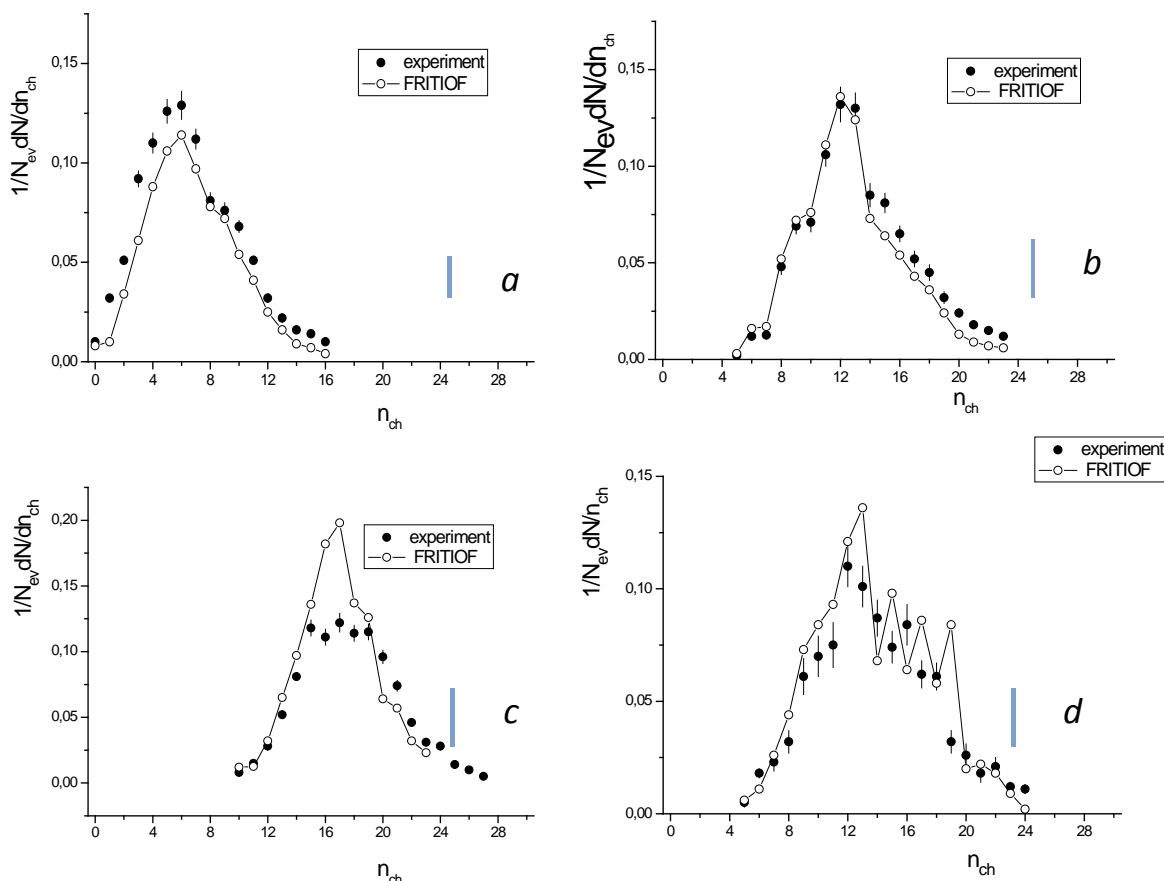 1/N_ev dN/dn_ch
0,15
0,10
0,05
0,00
0 4 8 12 16 20 24 28
n_ch
experiment
FRITIOF
a
1/N_ev dN/dn_ch
0,15
0,10
0,05
0,00
0 4 8 12 16 20 24 28
n_ch
experiment
FRITIOF
b
1/N_ev dN/dn_ch
0,20
0,15
0,10
0,05
0,00
0 4 8 12 16 20 24 28
n_ch
experiment
FRITIOF
c
1/N_ev dN/n_ch
0,15
0,10
0,05
0,00
0 4 8 12 16 20 24 28
n_ch
experiment
FRITIOF
d